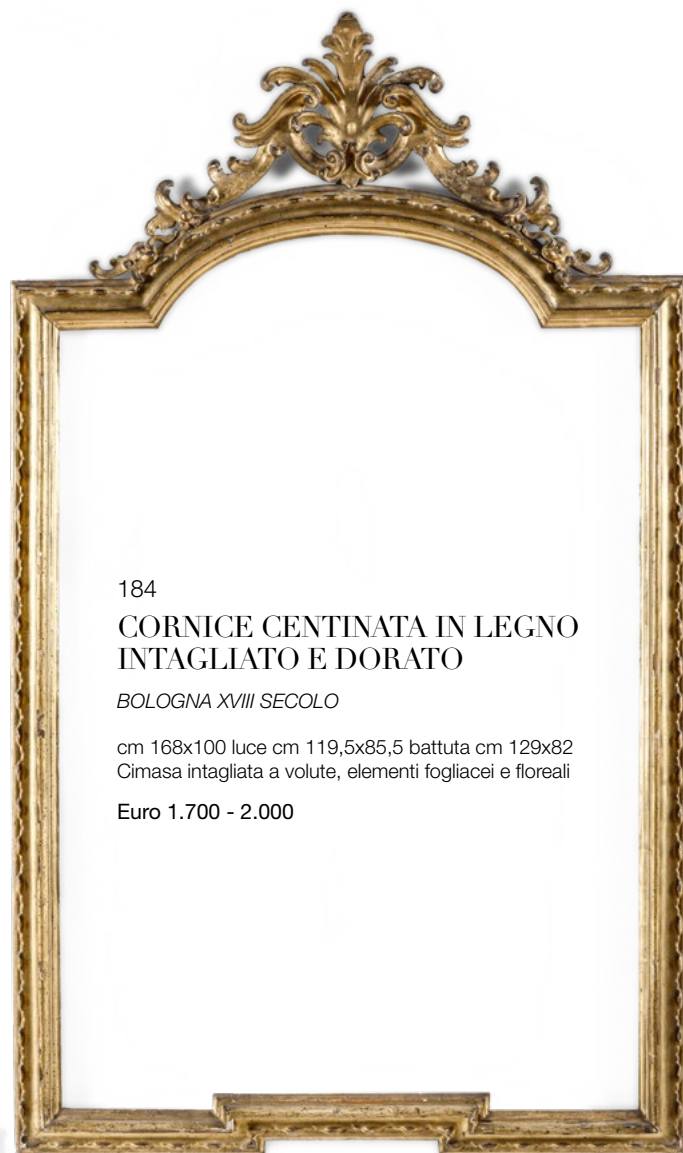 184
CORNICE CENTINATA IN LEGNO
INTAGLIATO E DORATO
BOLOGNA XVIII SECOLO
cm 168x100 luce cm 119,5x85,5 battuta cm 129x82
Cimasa intagliata a volute, elementi fogliacei e floreali
Euro 1.700 - 2.000